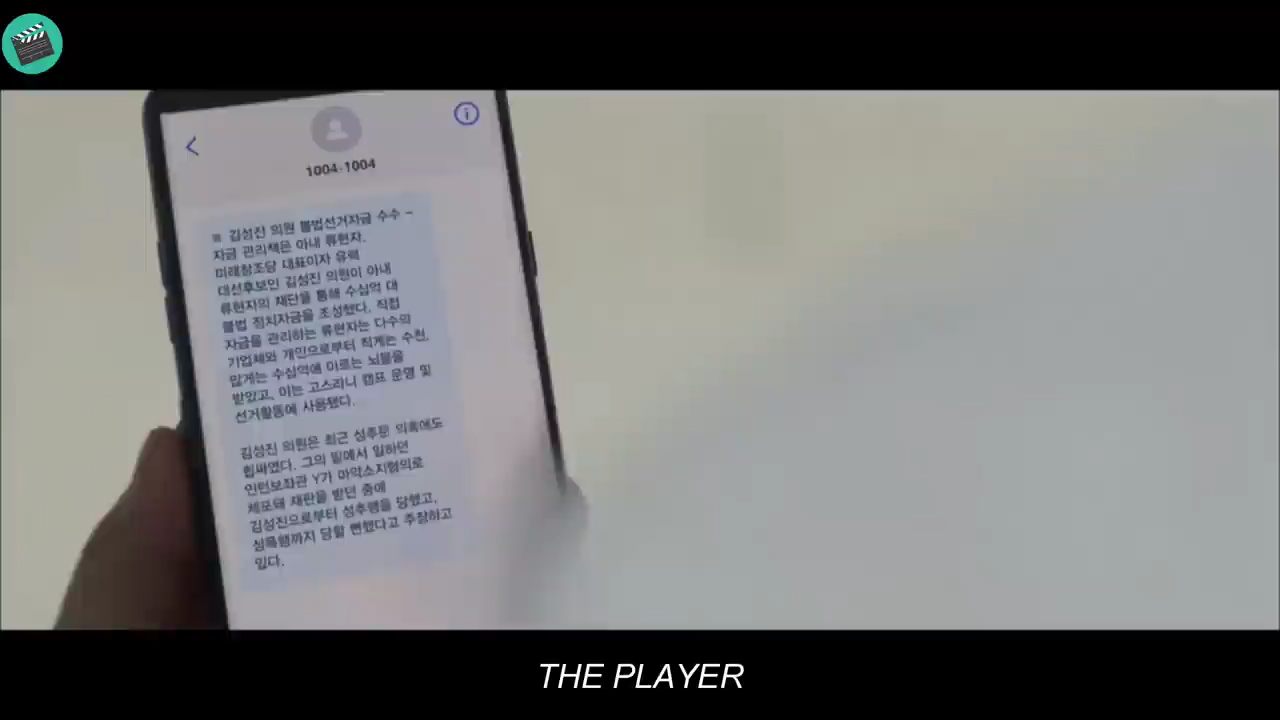 1004-1004
※ 김성진 의원 불법선거자금 수수 –
자금 관리책은 아내 류현자.
미래창조당 대표이자 유력
대선후보인 김성진 의원이 아내
류현자의 재단을 통해 수십억 대
불법 정치자금을 조성했다. 직접
자금을 관리하는 류현자는 다수의
기업체와 개인으로부터 적게는 수천,
많게는 수십억에 이르는 뇌물을
받았고, 이는 고스란히 캠프 운영 및
선거활동에 사용됐다.
김성진 의원은 최근 성추문 의혹에도
휩싸였다. 그의 밑에서 일하던
인턴보좌관 Y가 마약소지혐의로
체포돼 재판을 받던 중에
김성진으로부터 성추행을 당했고,
성폭행까지 당할 뻔했다고 주장하고
있다.
THE PLAYER